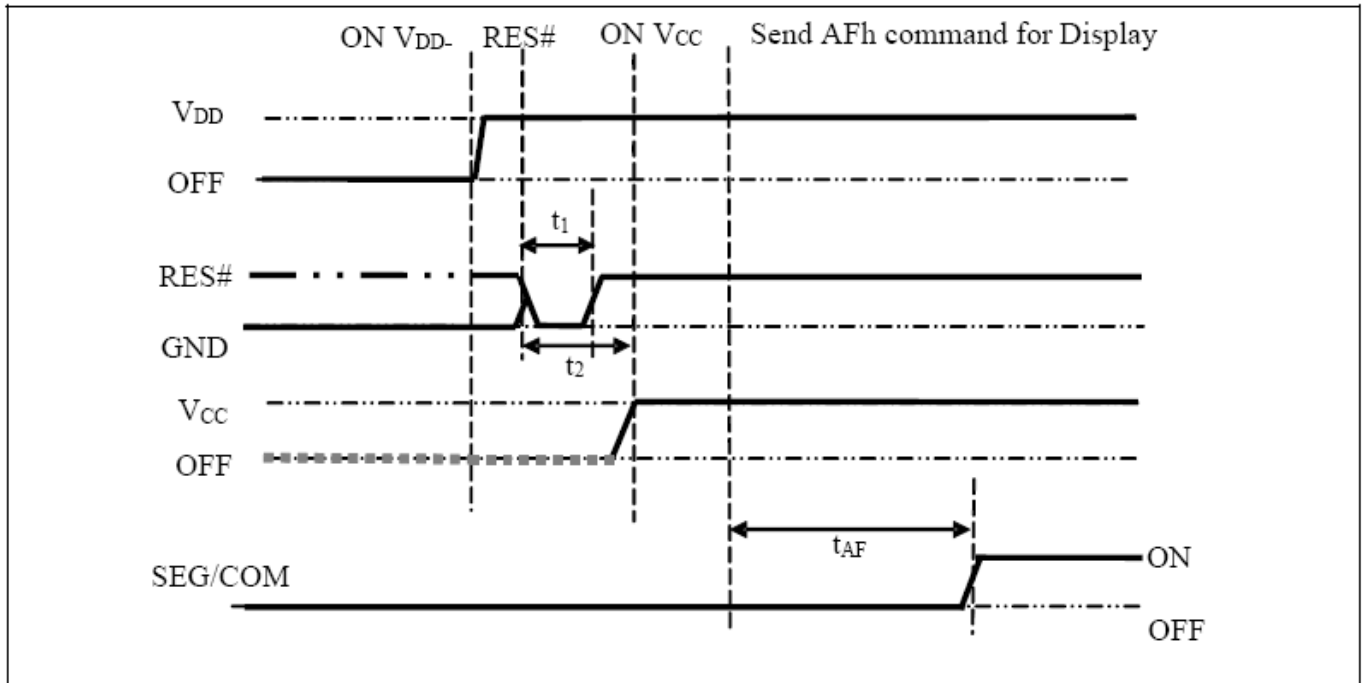 ON VDD- RES# ON VCC Send AFh command for Display
VDD
OFF
t1
RES#
GND
t2
VCC
OFF
tAF
ON
SEG/COM
OFF